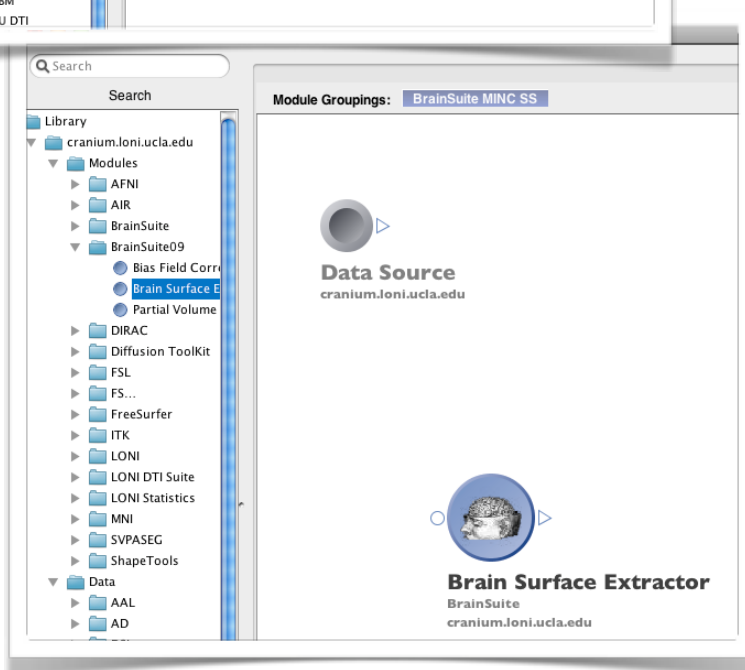 U DTI
Search
Search
Module Groupings: BrainSuite MINC SS
Library
cranium.loni.ucla.edu
Modules
AFNI
AIR
BrainSuite
BrainSuite09
Bias Field Corre
Brain Surface E
Partial Volume
DIRAC
Diffusion ToolKit
FSL
FS...
FreeSurfer
ITK
LONI
LONI DTI Suite
LONI Statistics
MNI
SVPASEG
ShapeTools
Data
AAL
AD
Data Source
cranium.loni.ucla.edu
Brain Surface Extractor
BrainSuite
cranium.loni.ucla.edu